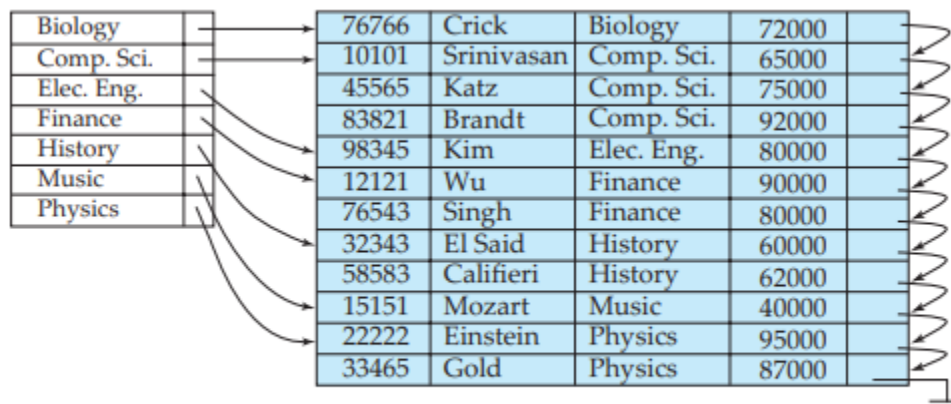 Biology
Comp. Sci.
Elec. Eng.
Finance
History
Music
Physics
76766 Crick Biology 72000
10101 Srinivasan Comp. Sci. 65000
45565 Katz Comp. Sci. 75000
83821 Brandt Comp. Sci. 92000
98345 Kim Elec. Eng. 80000
12121 Wu Finance 90000
76543 Singh Finance 80000
32343 El Said History 60000
58583 Califieri History 62000
15151 Mozart Music 40000
22222 Einstein Physics 95000
33465 Gold Physics 87000